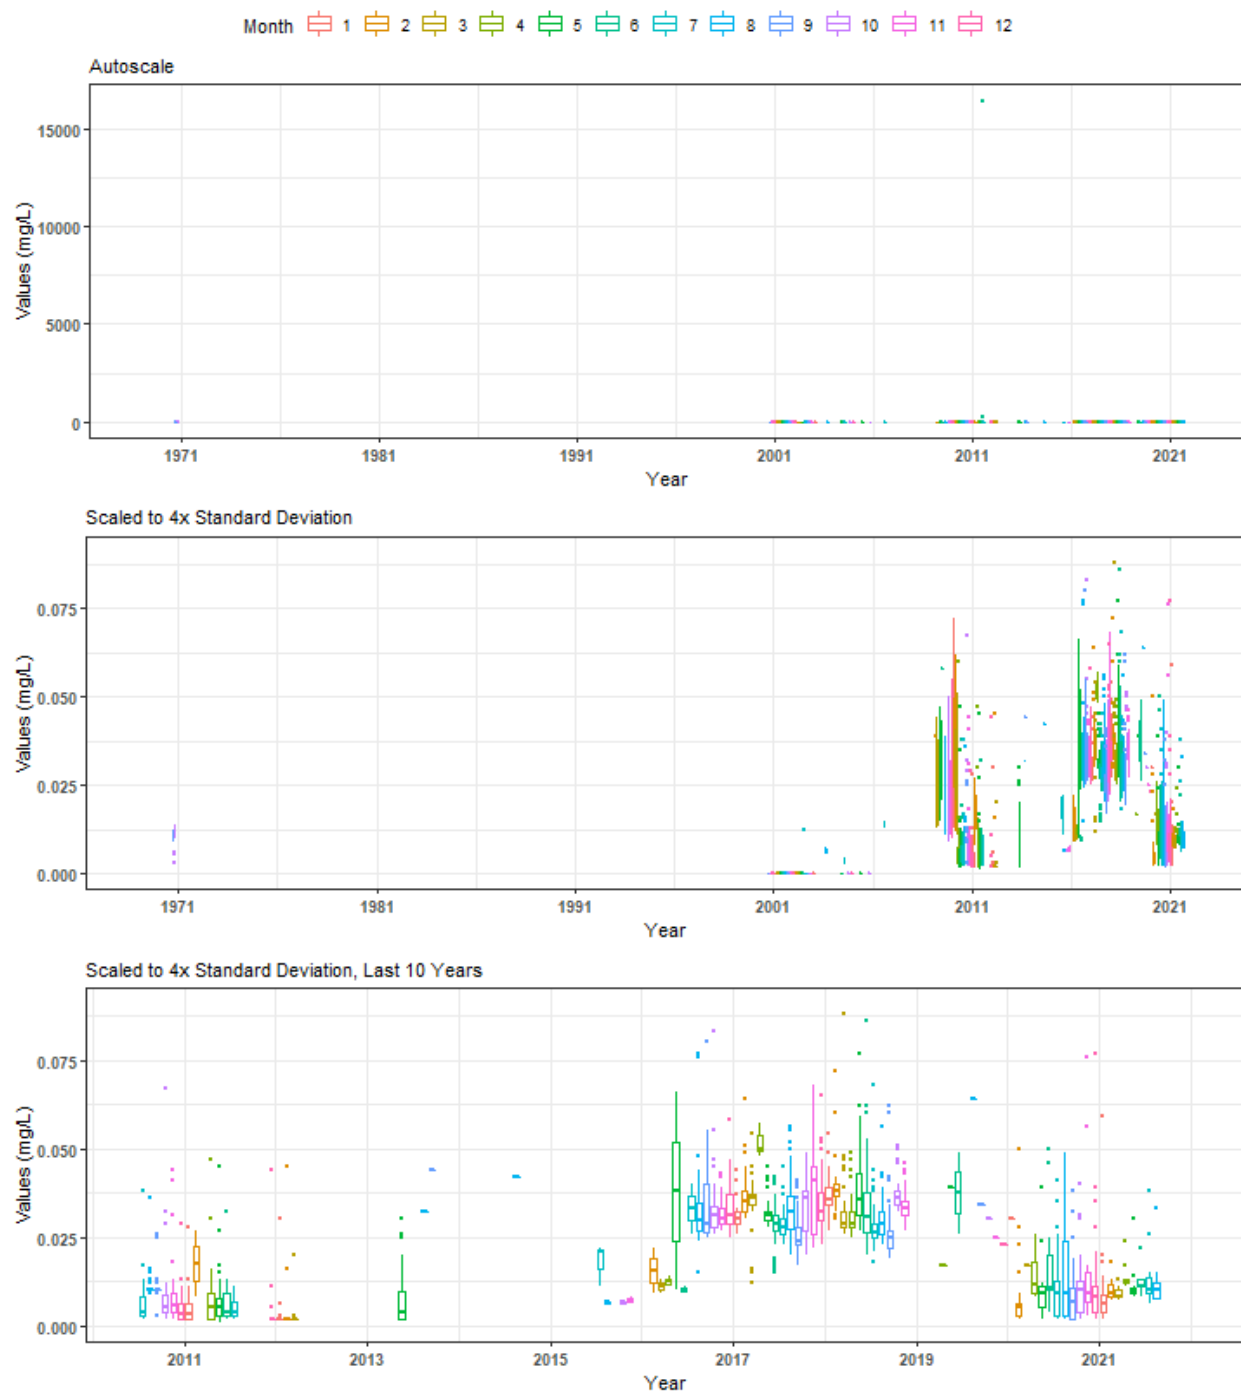 Month 1 2 3 4 5 6 7 8 9 10 11 12
Autoscale
Values (mg/L)
15000
10000
5000
0
1971 1981 1991 2001 2011 2021
Year
Scaled to 4x Standard Deviation
Values (mg/L)
0.075
0.050
0.025
0.000
1971 1981 1991 2001 2011 2021
Year
Scaled to 4x Standard Deviation, Last 10 Years
Values (mg/L)
0.075
0.050
0.025
0.000
2011 2013 2015 2017 2019 2021
Year